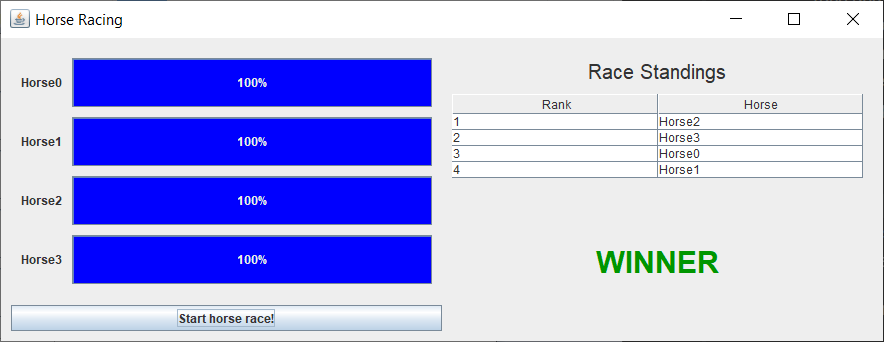 Horse Racing
Horse0 100%
Horse1 100%
Horse2 100%
Horse3 100%
Start horse race!
Race Standings
Rank Horse
1 Horse2
2 Horse3
3 Horse0
4 Horse1
WINNER